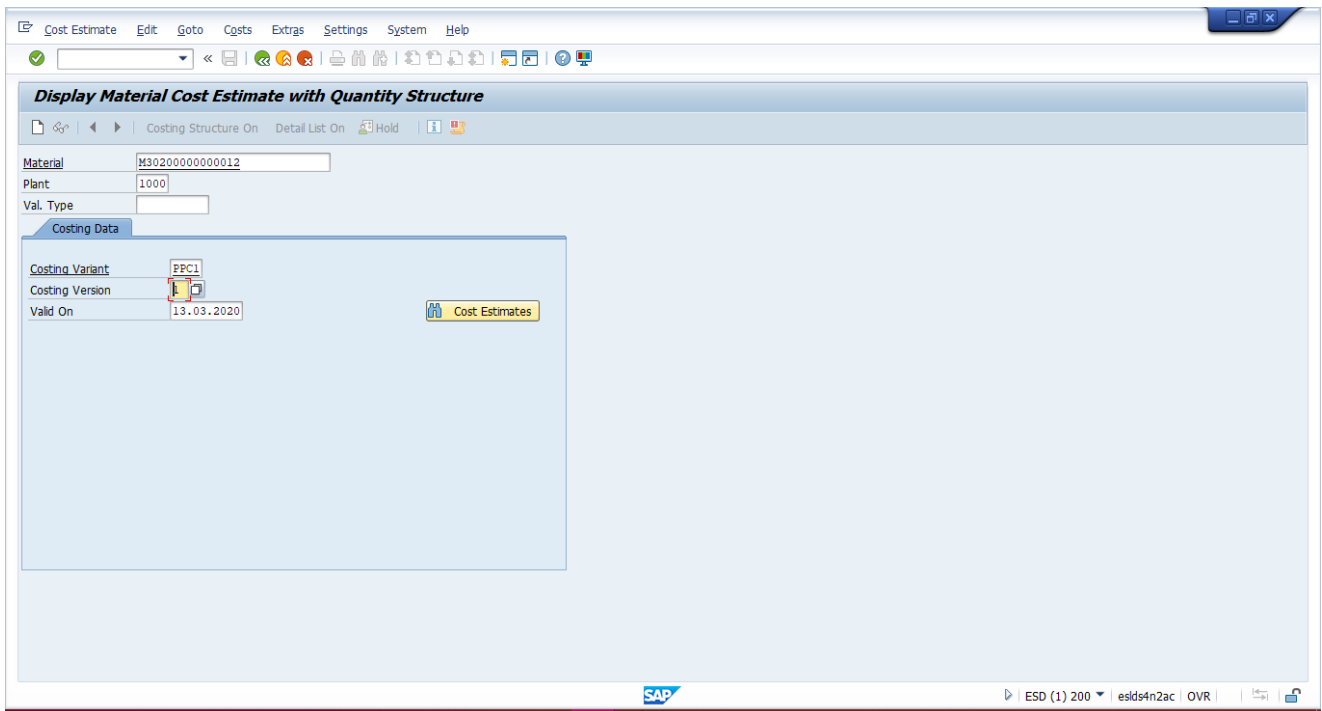 Cost Estimate Edit Goto Costs Extras Settings System Help
Display Material Cost Estimate with Quantity Structure
Costing Structure On Detail List On Hold
Material M30200000000012
Plant 1000
Val. Type
Costing Data
Costing Variant PPC1
Costing Version 1
Valid On 13.03.2020 Cost Estimates
SAP ESD (1) 200 eslds4n2ac OVR